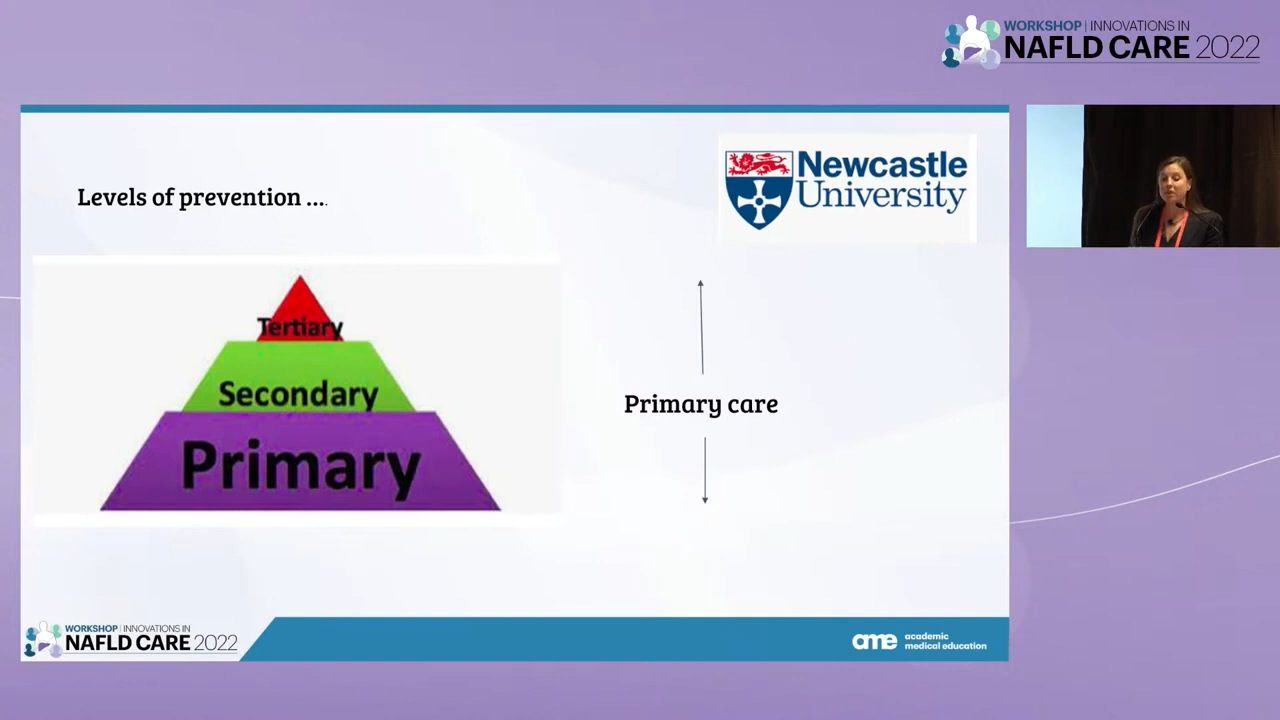 WORKSHOP | INNOVATIONS IN
NAFLD CARE 2022
Levels of prevention ....
Newcastle
University
Tertiary
Secondary
Primary
Primary care
WORKSHOP | INNOVATIONS IN
NAFLD CARE 2022
ame academic
medical education